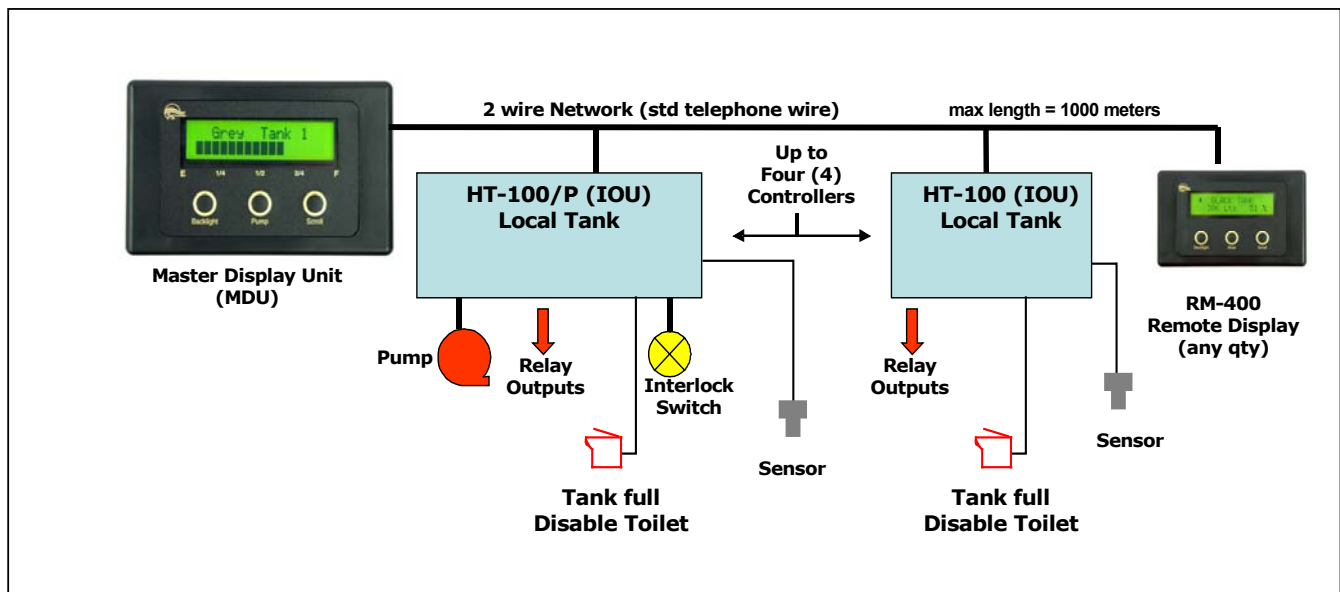 2 wire Network (std telephone wire)
max length = 1000 meters
Grey Tank 1
E 1/4 1/2 3/4 F
Backlight Pump Scroll
Master Display Unit
(MDU)
HT-100/P (IOU)
Local Tank
Up to
Four (4)
Controllers
HT-100 (IOU)
Local Tank
BLACK TANK
51 %
RM-400
Remote Display
(any qty)
Pump
Relay
Outputs
Interlock
Switch
Sensor
Tank full
Disable Toilet
Relay
Outputs
Sensor
Tank full
Disable Toilet